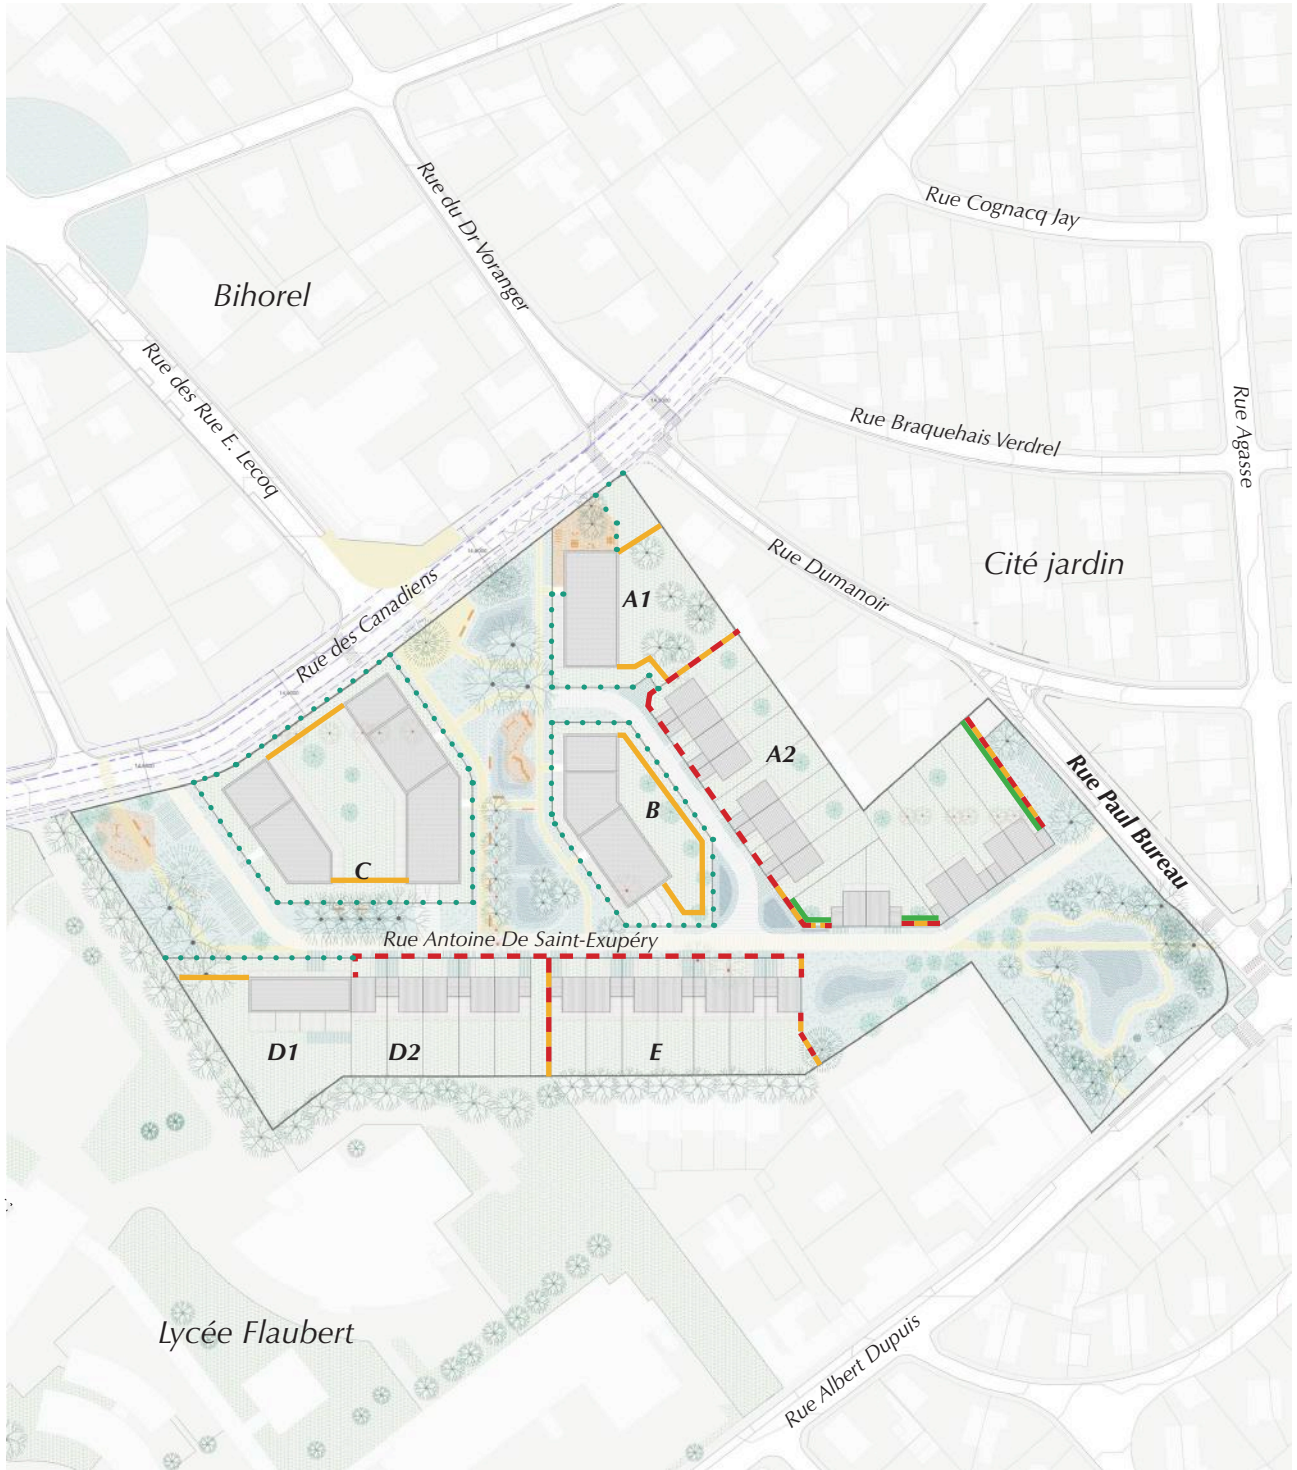 Rue du Dr Voranger
Rue Cognacq Jay
Bihorel
Rue des Rue E. Lecoq
Rue Braquehais Verdrel
Rue Agasse
Rue Dumanoir
Cité jardin
Rue des Canadiens
A1
A2
B
C
Rue Paul Bureau
Rue Antoine De Saint-Exupéry
D1
D2
E
Lycée Flaubert
Rue Albert Dupuis